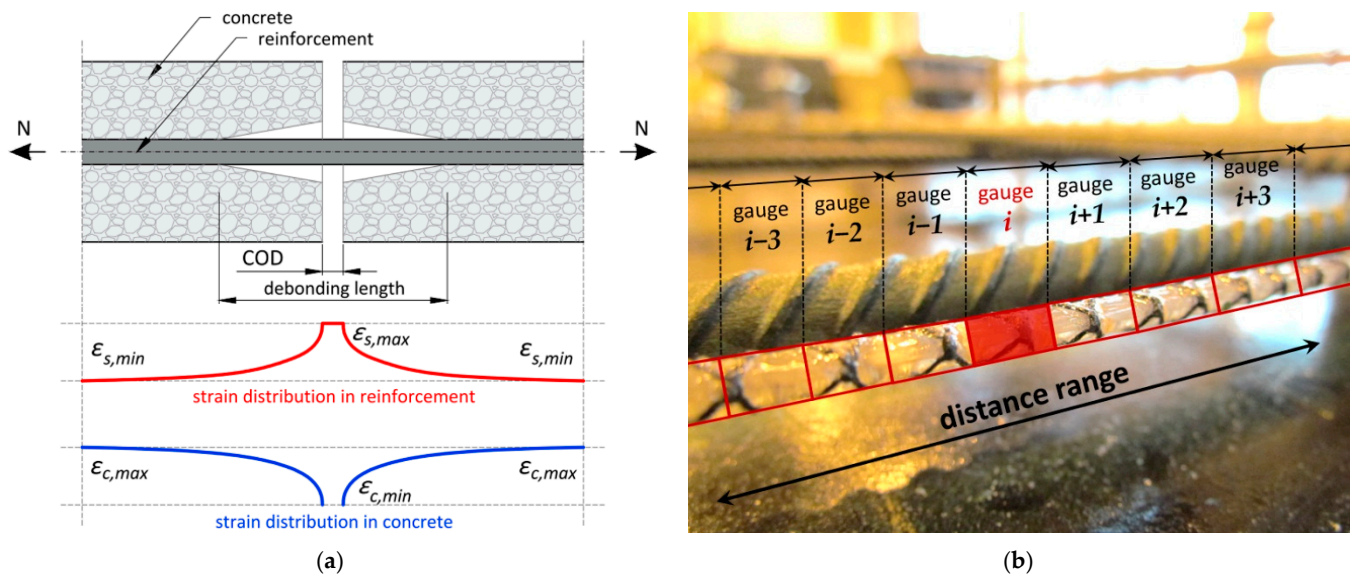 concrete
reinforcement
N
N
COD
debonding length
εs,max
εs,min
εs,min
strain distribution in reinforcement
εc,max
εc,max
εc,min
strain distribution in concrete
(a)
gauge
i−3
gauge
i−2
gauge
i−1
gauge
i
gauge
i+1
gauge
i+2
gauge
i+3
distance range
(b)